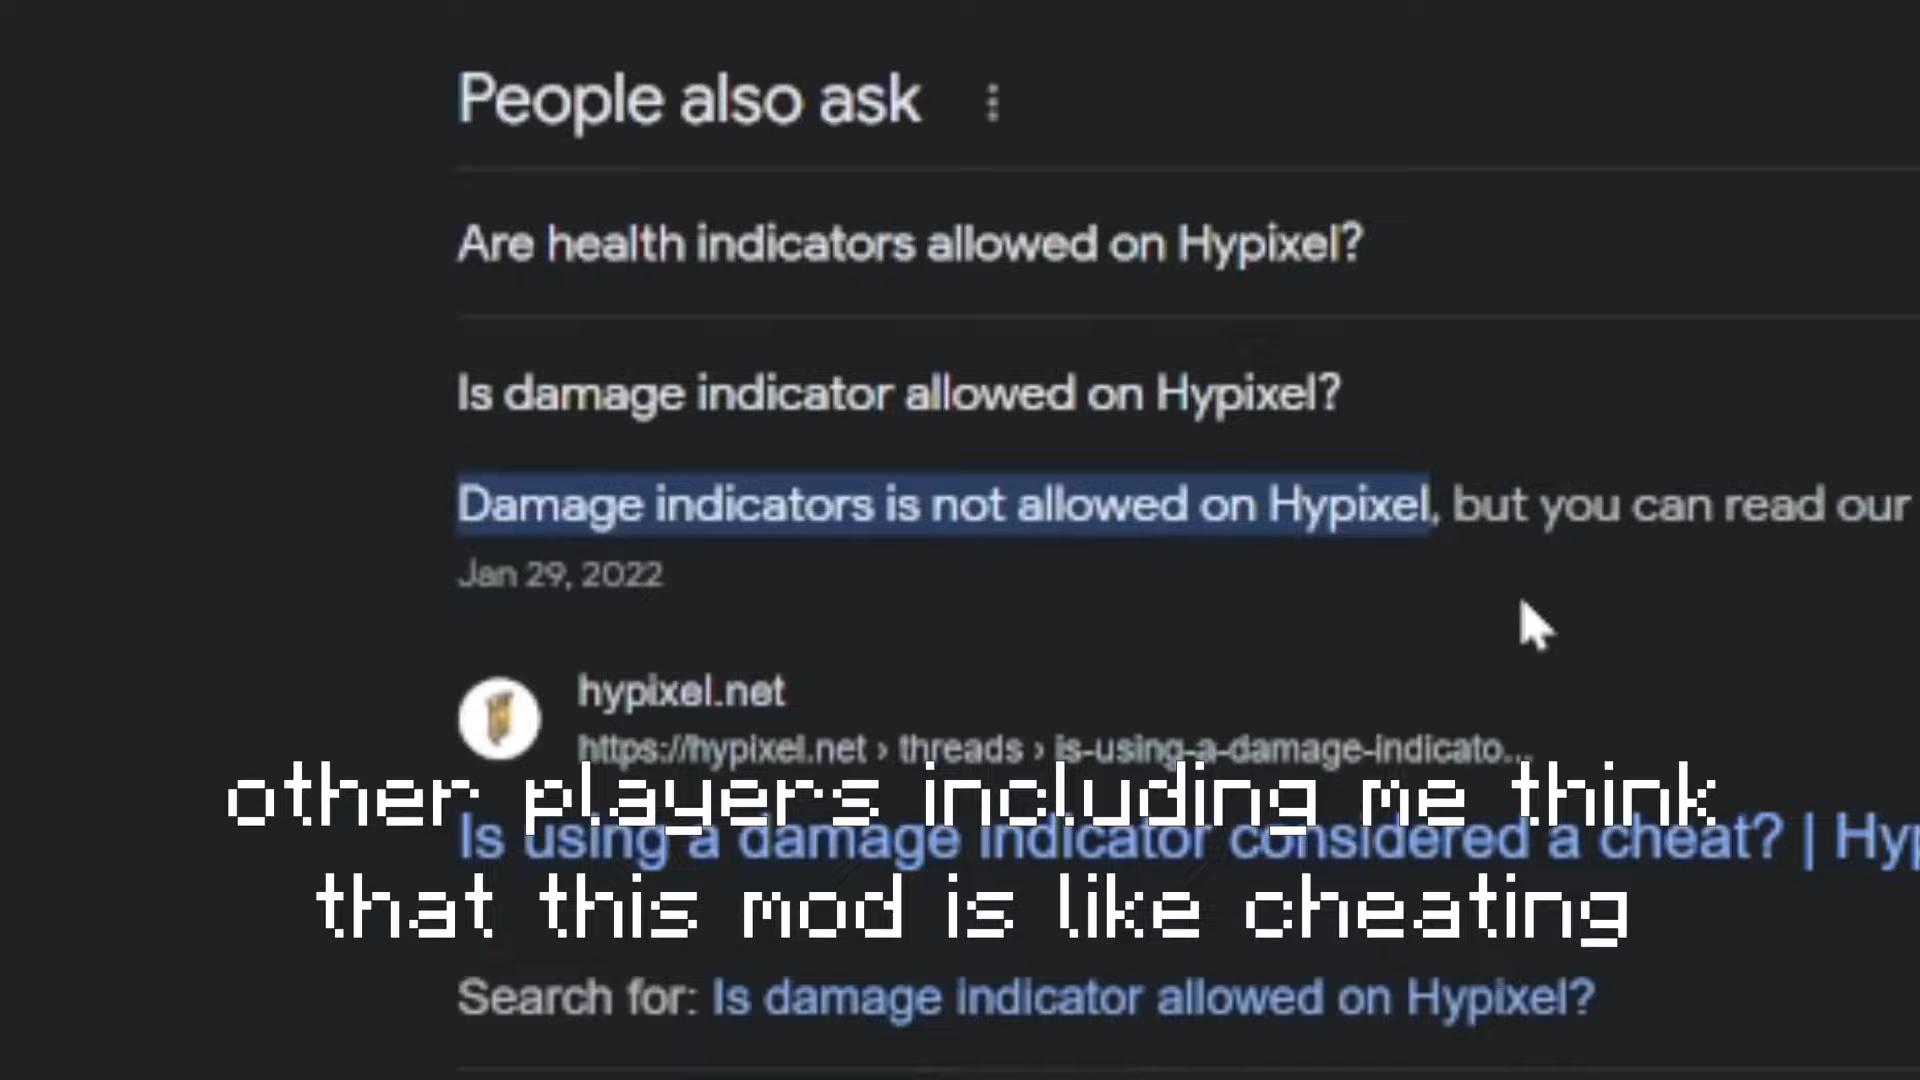 People also ask
Are health indicators allowed on Hypixel?
Is damage indicator allowed on Hypixel?
Damage indicators is not allowed on Hypixel, but you can read our
Jan 29, 2022
hypixel.net
https://hypixel.net › threads › is-using-a-damage-indicato...
other players including me think
Is using a damage indicator considered a cheat? | Hyp
that this mod is like cheating
Search for: Is damage indicator allowed on Hypixel?